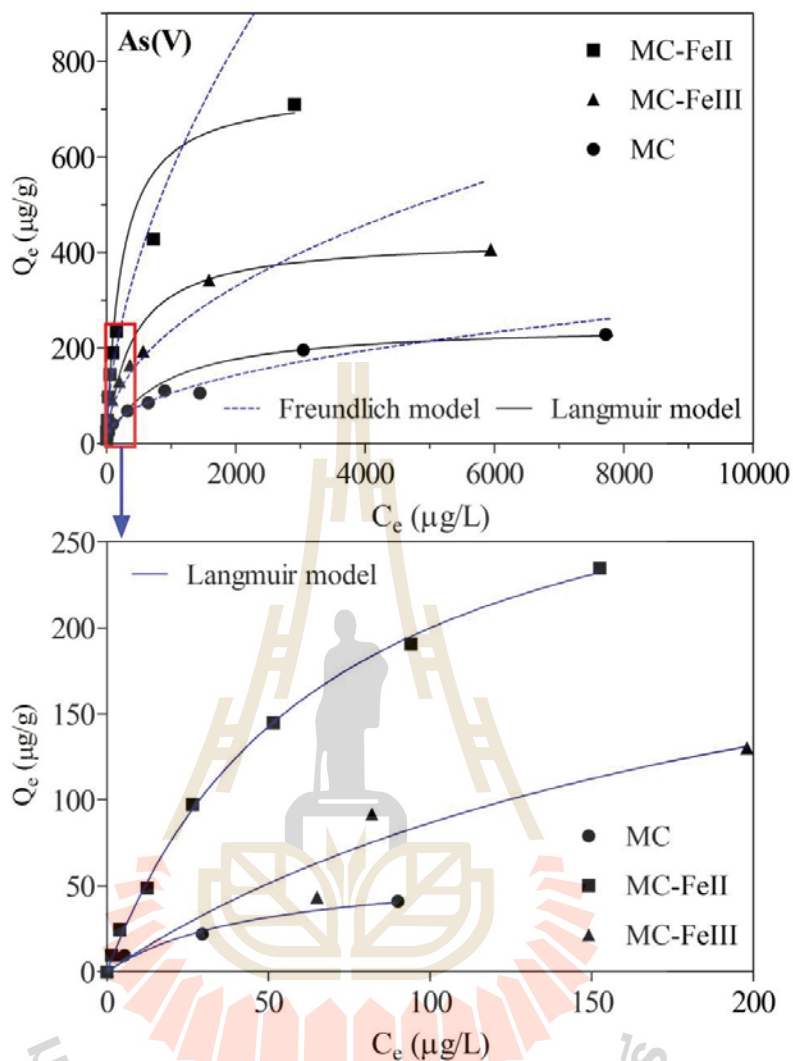 As(V)
MC-FeII
MC-FeIII
MC
Freundlich model
Langmuir model
Qe (µg/g)
800
600
400
200
0
0 2000 4000 6000 8000 10000
Ce (µg/L)
Langmuir model
Qe (µg/g)
250
200
150
100
50
0
MC
MC-FeII
MC-FeIII
0 50 100 150 200
Ce (µg/L)